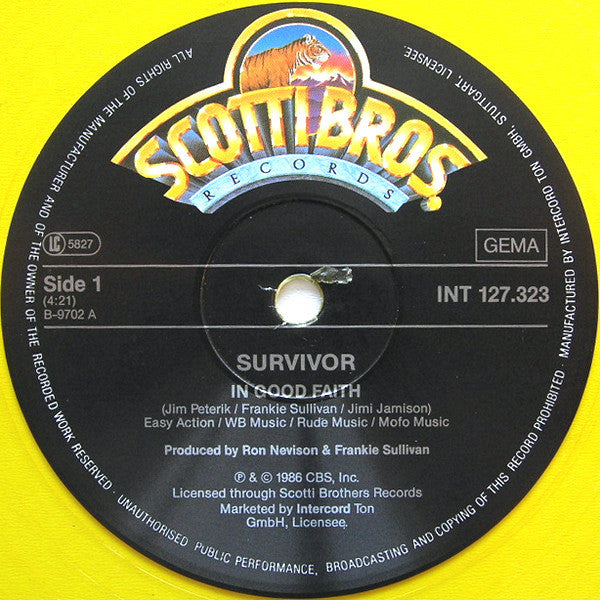 SCOTTI BROS.
RECORDS
LC 5827
GEMA
Side 1
(4:21)
B-9702 A
INT 127.323
SURVIVOR
IN GOOD FAITH
(Jim Peterik / Frankie Sullivan / Jimi Jamison)
Easy Action / WB Music / Rude Music / Mofo Music
Produced by Ron Nevison & Frankie Sullivan
℗ & © 1986 CBS, Inc.
Licensed through Scotti Brothers Records
Marketed by Intercord Ton
GmbH, Licensee.
ALL RIGHTS OF THE MANUFACTURER AND OF THE OWNER OF THE RECORDED WORK RESERVED · UNAUTHORISED PUBLIC PERFORMANCE, BROADCASTING AND COPYING OF THIS RECORD PROHIBITED · MANUFACTURED BY INTERCORD TON GMBH, STUTTGART, LICENSEE.